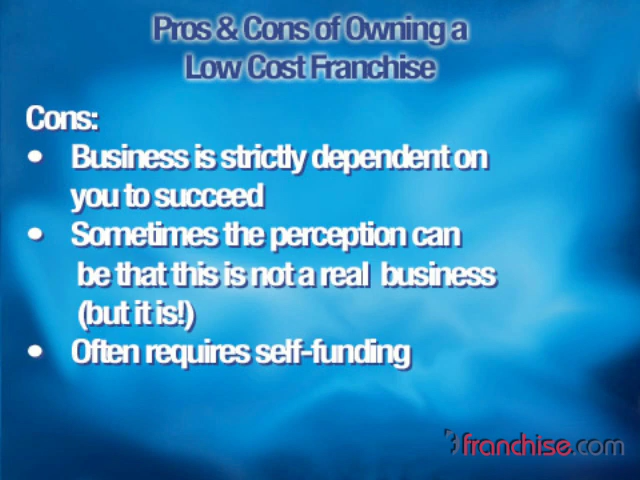 Pros & Cons of Owning a
Low Cost Franchise
Cons:
• Business is strictly dependent on
you to succeed
• Sometimes the perception can
be that this is not a real business
(but it is!)
• Often requires self-funding
franchise.com